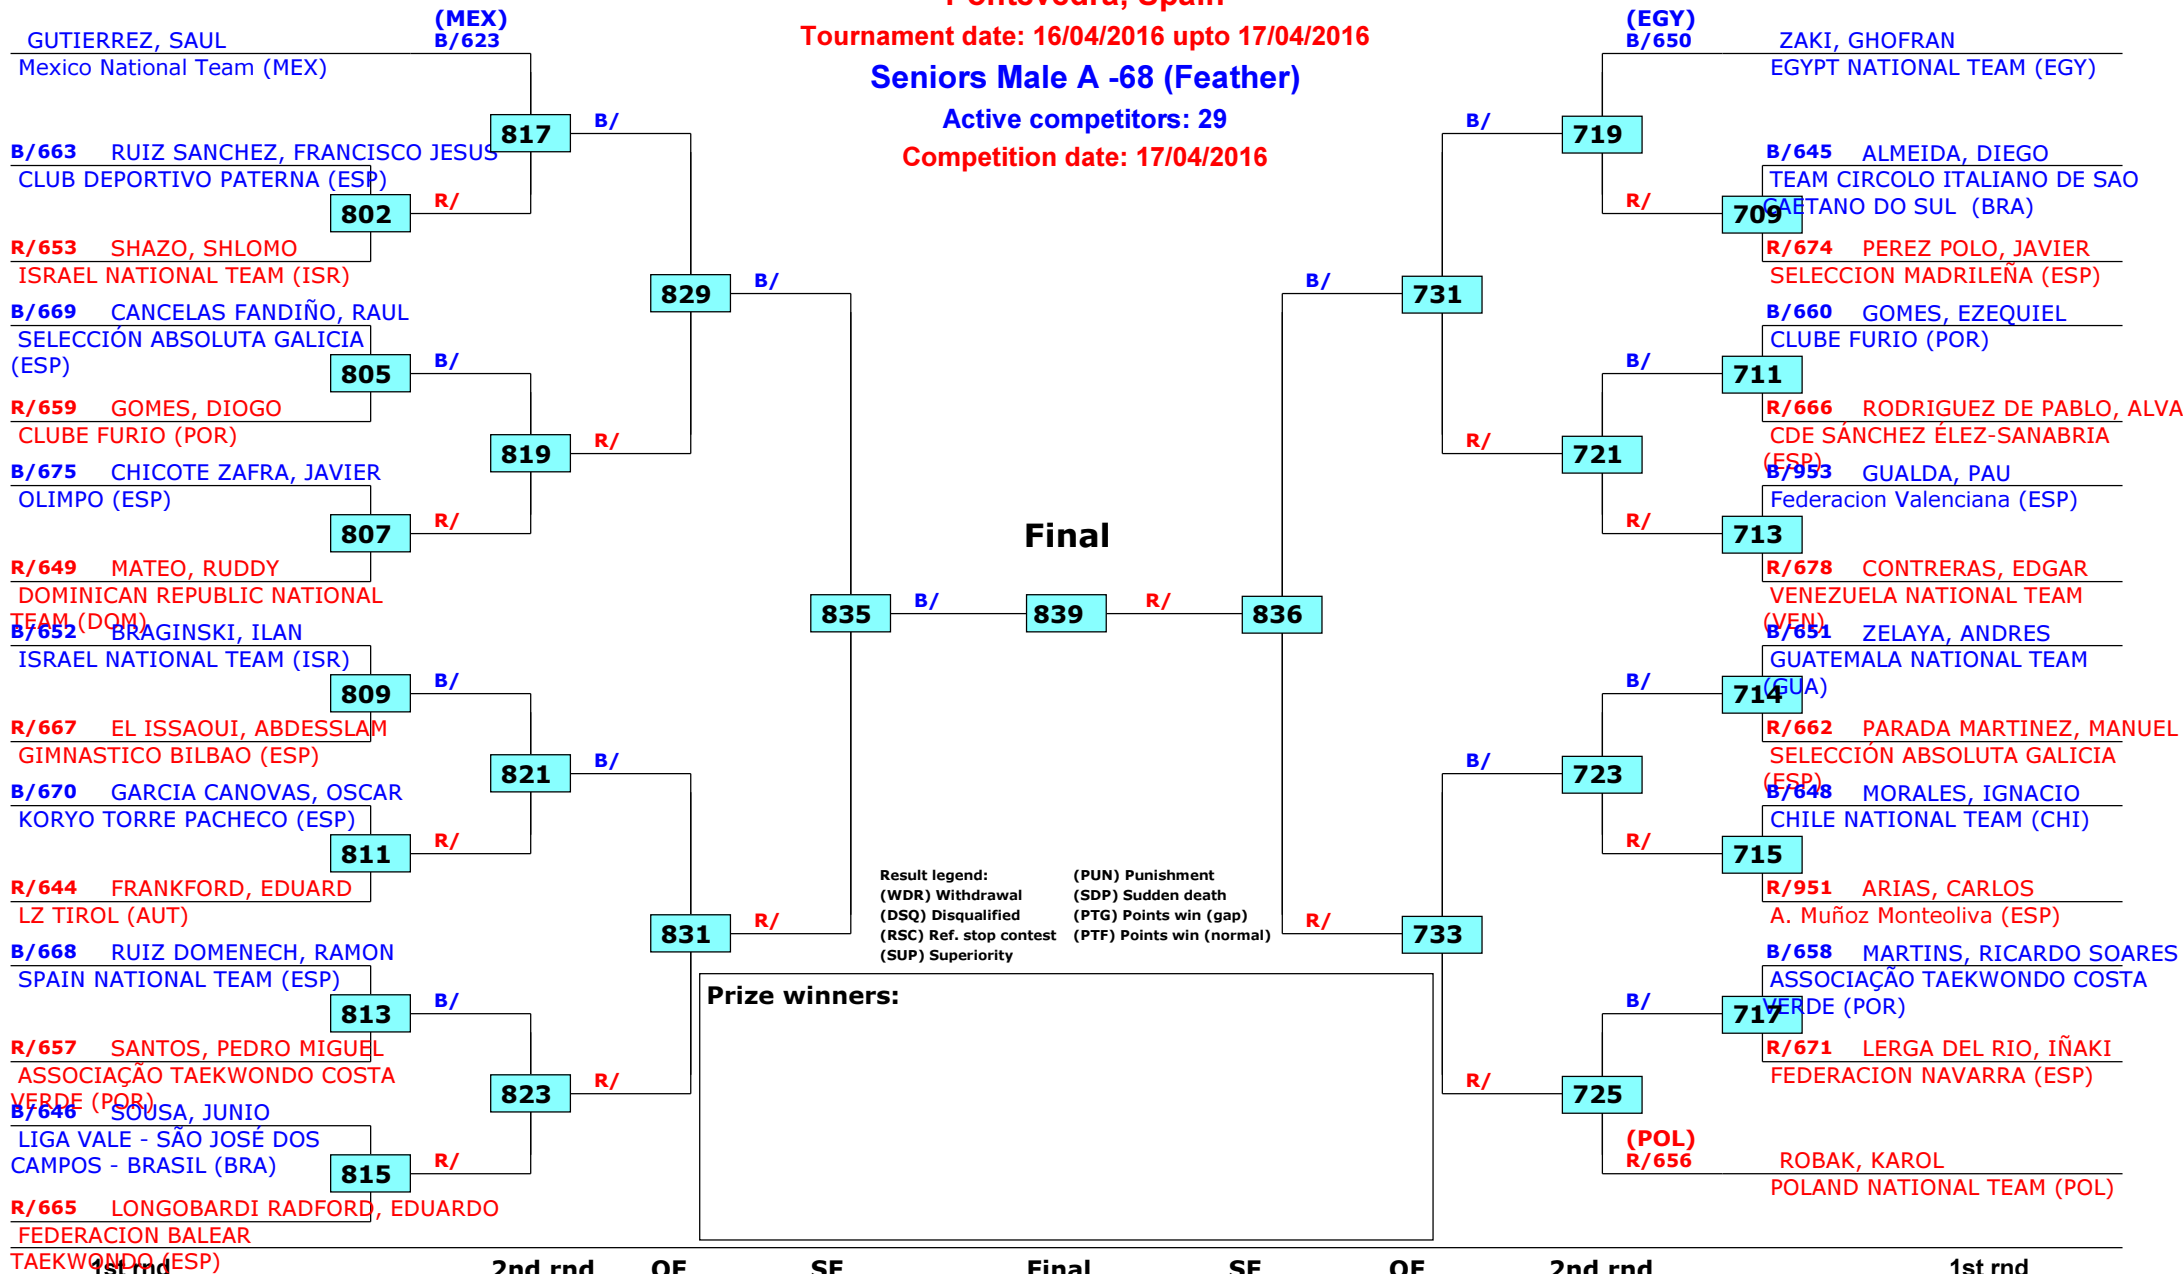 Pontevedra, Spain
Tournament date: 16/04/2016 upto 17/04/2016
Seniors Male A -68 (Feather)
Active competitors: 29
Competition date: 17/04/2016
(MEX)
GUTIERREZ, SAUL B/623
Mexico National Team (MEX)
817
B/
B/663 RUIZ SANCHEZ, FRANCISCO JESUS
CLUB DEPORTIVO PATERNA (ESP)
802
R/
R/653 SHAZO, SHLOMO
ISRAEL NATIONAL TEAM (ISR)
829
B/
B/669 CANCELAS FANDIÑO, RAUL
SELECCIÓN ABSOLUTA GALICIA
(ESP)
805
B/
R/659 GOMES, DIOGO
CLUBE FURIO (POR)
819
R/
B/675 CHICOTE ZAFRA, JAVIER
OLIMPO (ESP)
807
R/
R/649 MATEO, RUDDY
DOMINICAN REPUBLIC NATIONAL
TEAM (DOM)
835
B/
B/652 BRAGINSKI, ILAN
ISRAEL NATIONAL TEAM (ISR)
809
B/
R/667 EL ISSAOUI, ABDESSLAM
GIMNASTICO BILBAO (ESP)
821
B/
B/670 GARCIA CANOVAS, OSCAR
KORYO TORRE PACHECO (ESP)
811
R/
R/644 FRANKFORD, EDUARD
LZ TIROL (AUT)
831
R/
B/668 RUIZ DOMENECH, RAMON
SPAIN NATIONAL TEAM (ESP)
813
B/
R/657 SANTOS, PEDRO MIGUEL
ASSOCIAÇÃO TAEKWONDO COSTA
VERDE (POR)
823
R/
B/646 SOUSA, JUNIO
LIGA VALE - SÃO JOSÉ DOS
CAMPOS - BRASIL (BRA)
815
R/
R/665 LONGOBARDI RADFORD, EDUARDO
FEDERACION BALEAR
TAEKWONDO (ESP)
Final
839
R/
836
Result legend:
(WDR) Withdrawal
(DSQ) Disqualified
(RSC) Ref. stop contest
(SUP) Superiority
(PUN) Punishment
(SDP) Sudden death
(PTG) Points win (gap)
(PTF) Points win (normal)
Prize winners:
(EGY)
B/650 ZAKI, GHOFRAN
EGYPT NATIONAL TEAM (EGY)
B/
719
B/645 ALMEIDA, DIEGO
TEAM CIRCOLO ITALIANO DE SAO
CAETANO DO SUL (BRA)
R/
709
R/674 PEREZ POLO, JAVIER
SELECCION MADRILEÑA (ESP)
B/
731
B/660 GOMES, EZEQUIEL
CLUBE FURIO (POR)
B/
711
R/666 RODRIGUEZ DE PABLO, ALVA
CDE SÁNCHEZ ÉLEZ-SANABRIA
(ESP)
R/
721
B/953 GUALDA, PAU
Federacion Valenciana (ESP)
R/
713
R/678 CONTRERAS, EDGAR
VENEZUELA NATIONAL TEAM
(VEN)
B/651 ZELAYA, ANDRES
GUATEMALA NATIONAL TEAM
(GUA)
B/
714
R/662 PARADA MARTINEZ, MANUEL
SELECCIÓN ABSOLUTA GALICIA
(ESP)
B/
723
B/648 MORALES, IGNACIO
CHILE NATIONAL TEAM (CHI)
R/
715
R/951 ARIAS, CARLOS
A. Muñoz Monteoliva (ESP)
R/
733
B/658 MARTINS, RICARDO SOARES
ASSOCIAÇÃO TAEKWONDO COSTA
VERDE (POR)
B/
717
R/671 LERGA DEL RIO, IÑAKI
FEDERACION NAVARRA (ESP)
R/
725
(POL)
R/656 ROBAK, KAROL
POLAND NATIONAL TEAM (POL)
1st rnd 2nd rnd QF SF Final SF QF 2nd rnd 1st rnd